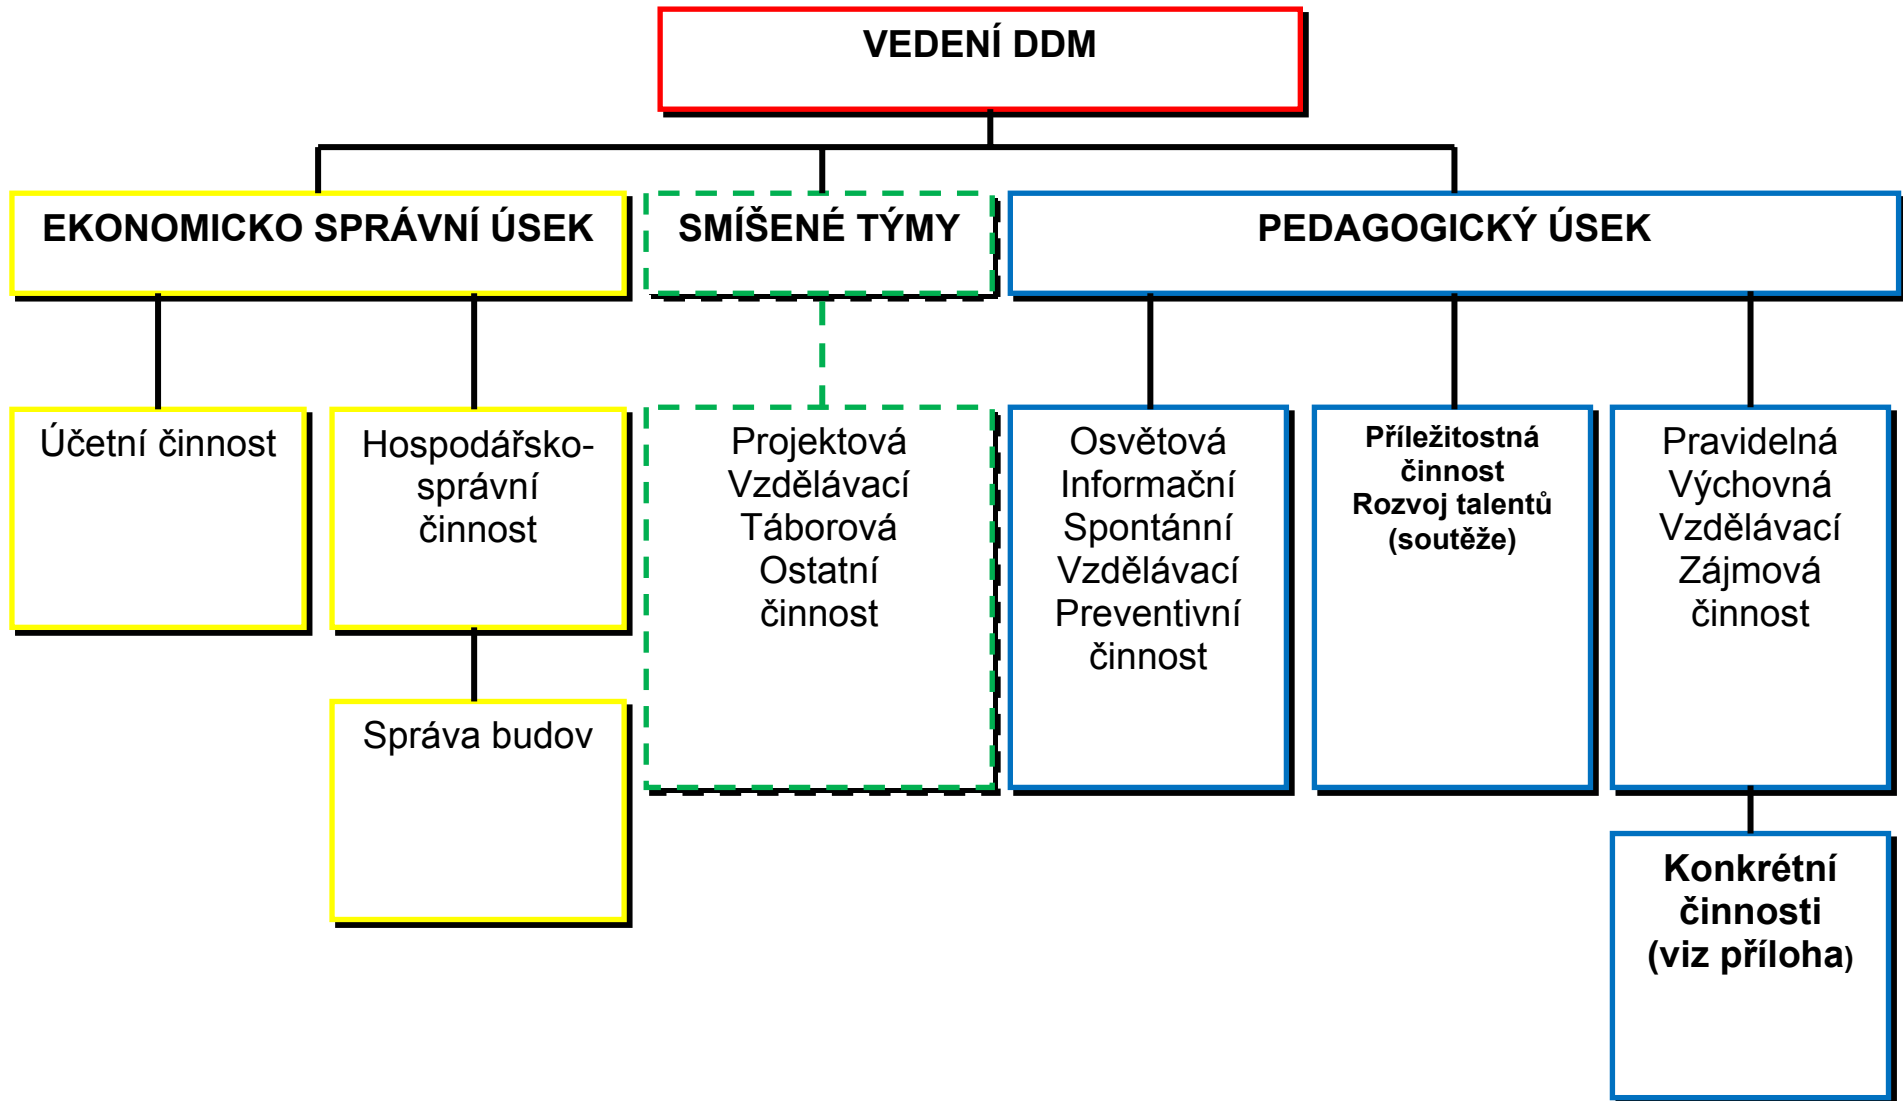 VEDENÍ DDM
EKONOMICKO SPRÁVNÍ ÚSEK
SMÍŠENÉ TÝMY
PEDAGOGICKÝ ÚSEK
Účetní činnost
Hospodářsko-
správní
činnost
Projektová
Vzdělávací
Táborová
Ostatní
činnost
Osvětová
Informační
Spontánní
Vzdělávací
Preventivní
činnost
Příležitostná
činnost
Rozvoj talentů
(soutěže)
Pravidelná
Výchovná
Vzdělávací
Zájmová
činnost
Správa budov
Konkrétní
činnosti
(viz příloha)